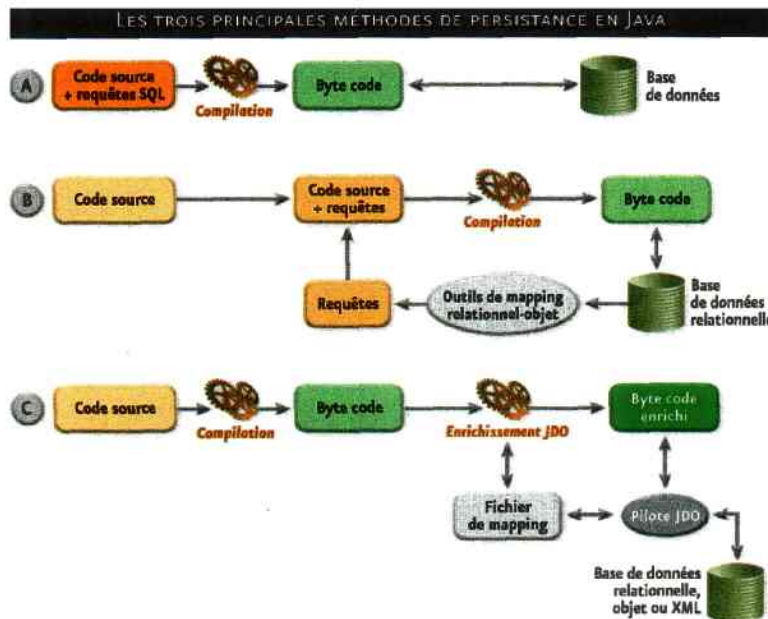 LES TROIS PRINCIPALES MÉTHODES DE PERSISTANCE EN JAVA
A
Code source
+ requêtes SQL
Compilation
Byte code
Base
de données
B
Code source
Code source
+ requêtes
Compilation
Byte code
Requêtes
Outils de mapping
relationnel-objet
Base
de données
relationnelle
C
Code source
Compilation
Byte code
Enrichissement JDO
Byte code
enrichi
Fichier
de mapping
Pilote JDO
Base de données
relationnelle,
objet ou XML